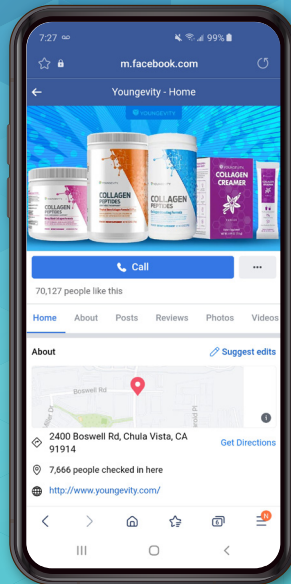 7:27
99%
m.facebook.com
Youngevity - Home
YOUNGEVITY
COLLAGEN
PEPTIDES
COLLAGEN
PEPTIDES
COLLAGEN
PEPTIDES
COLLAGEN
CREAMER
Call
70,127 people like this
Home About Posts Reviews Photos Videos
About
Suggest edits
Boswell Rd
2400 Boswell Rd, Chula Vista, CA
91914
Get Directions
7,666 people checked in here
http://www.youngevity.com/
6
N